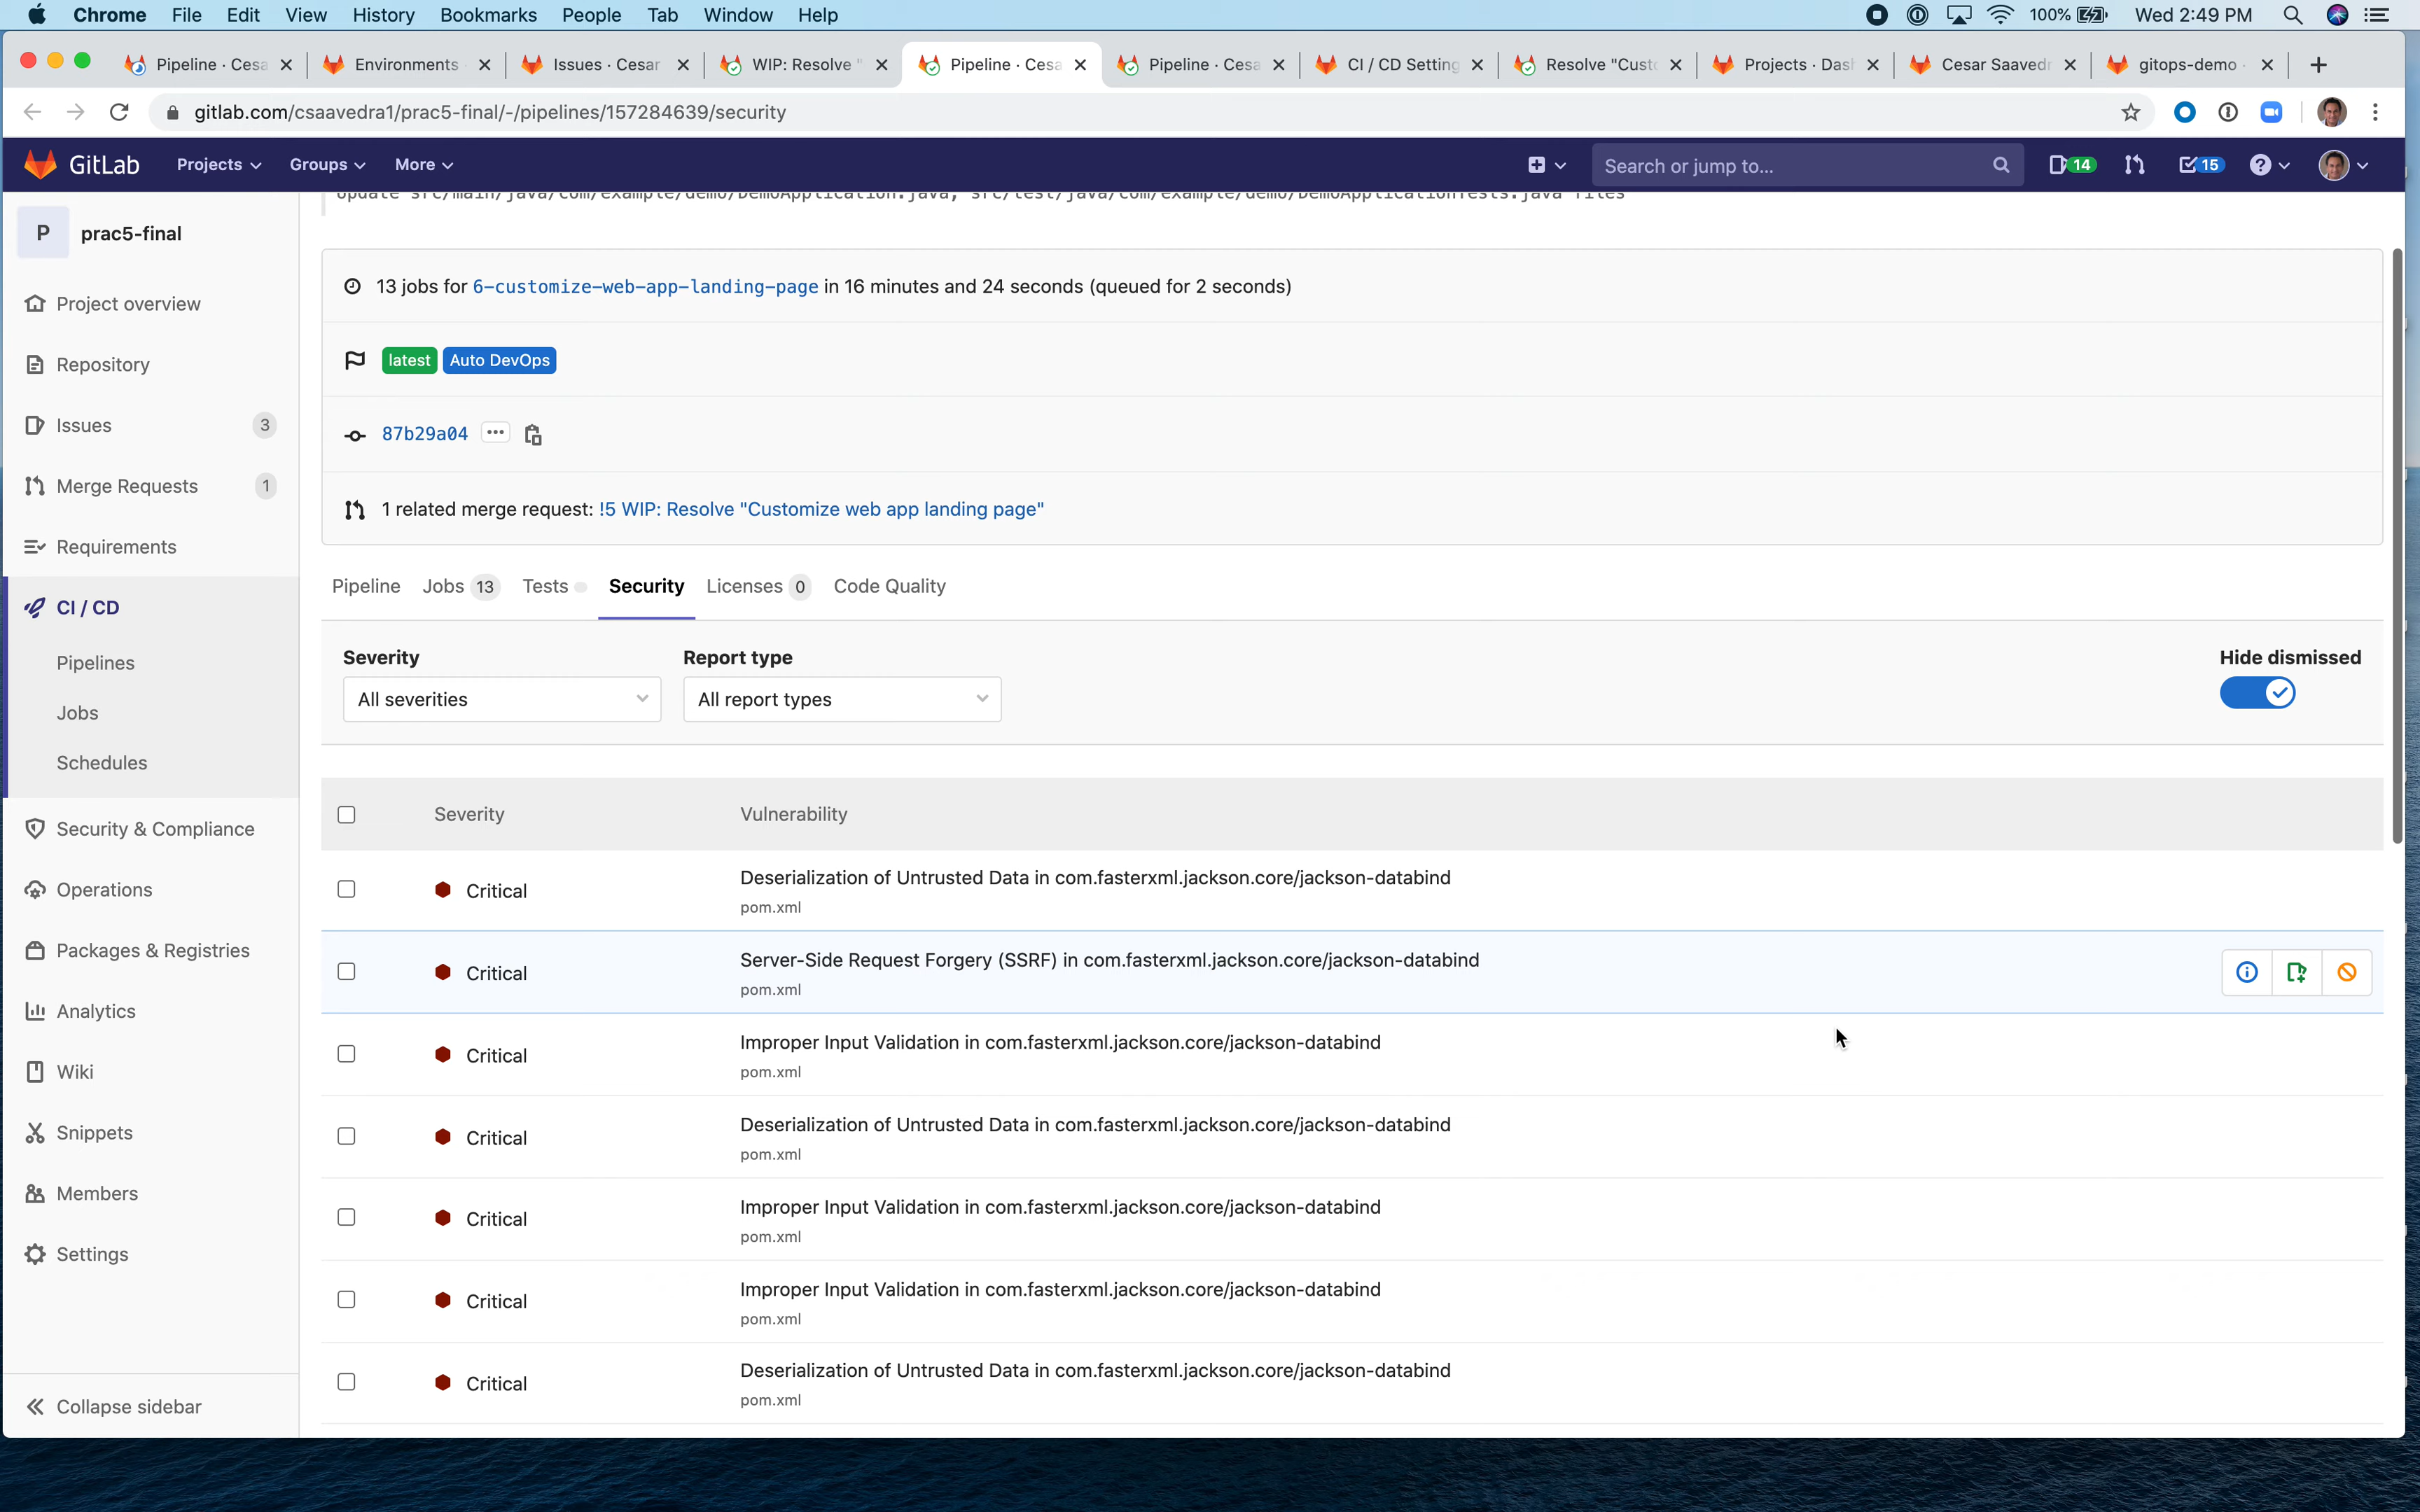 Chrome File Edit View History Bookmarks People Tab Window Help 100% Wed 2:49 PM
Pipeline · Cesa Environments Issues · Cesar WIP: Resolve " Pipeline · Cesa Pipeline · Cesa CI / CD Setting Resolve "Cust Projects · Das Cesar Saaved gitops-demo ·
gitlab.com/csaavedra1/prac5-final/-/pipelines/157284639/security
GitLab Projects Groups More Search or jump to... 14 15
Update src/main/java/com/example/demo/DemoApplication.java, src/test/java/com/example/demo/DemoApplicationTests.java files
P prac5-final
Project overview
Repository
Issues 3
Merge Requests 1
Requirements
CI / CD
Pipelines
Jobs
Schedules
Security & Compliance
Operations
Packages & Registries
Analytics
Wiki
Snippets
Members
Settings
Collapse sidebar
13 jobs for 6-customize-web-app-landing-page in 16 minutes and 24 seconds (queued for 2 seconds)
latest Auto DevOps
87b29a04
1 related merge request: !5 WIP: Resolve "Customize web app landing page"
Pipeline Jobs 13 Tests Security Licenses 0 Code Quality
Severity Report type Hide dismissed
All severities All report types
Severity Vulnerability
Critical Deserialization of Untrusted Data in com.fasterxml.jackson.core/jackson-databind
pom.xml
Critical Server-Side Request Forgery (SSRF) in com.fasterxml.jackson.core/jackson-databind
pom.xml
Critical Improper Input Validation in com.fasterxml.jackson.core/jackson-databind
pom.xml
Critical Deserialization of Untrusted Data in com.fasterxml.jackson.core/jackson-databind
pom.xml
Critical Improper Input Validation in com.fasterxml.jackson.core/jackson-databind
pom.xml
Critical Improper Input Validation in com.fasterxml.jackson.core/jackson-databind
pom.xml
Critical Deserialization of Untrusted Data in com.fasterxml.jackson.core/jackson-databind
pom.xml